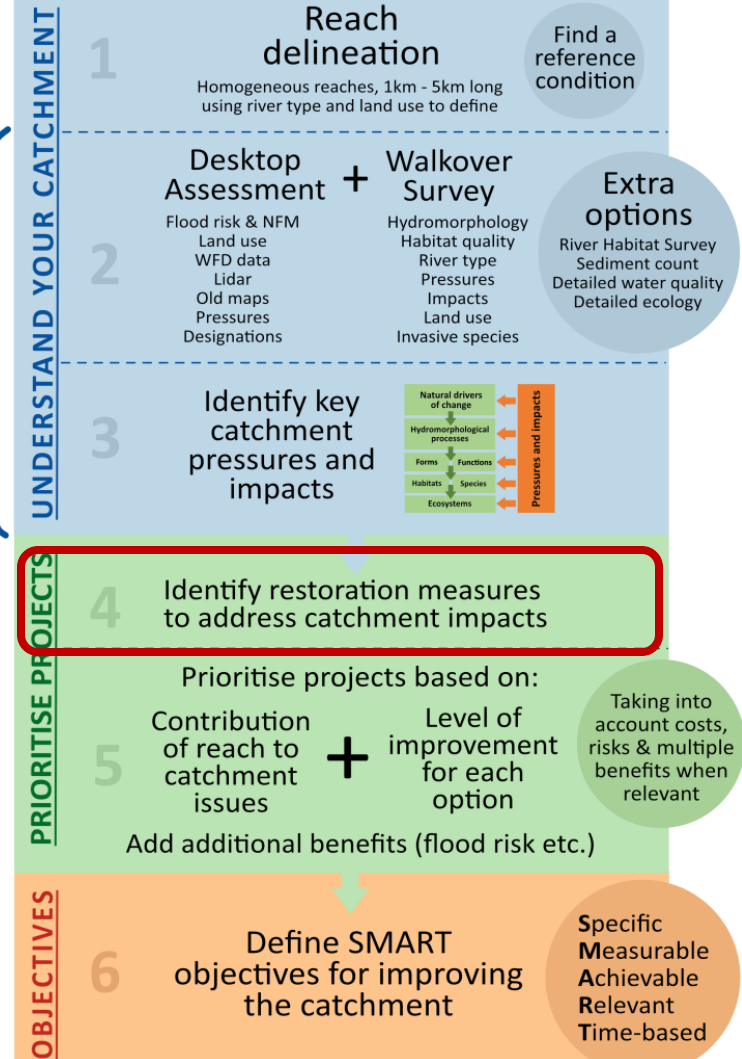 UNDERSTAND YOUR CATCHMENT
1
Reach
delineation
Homogeneous reaches, 1km - 5km long
using river type and land use to define
Find a
reference
condition
2
Desktop
Assessment
Flood risk & NFM
Land use
WFD data
Lidar
Old maps
Pressures
Designations
+
Walkover
Survey
Hydromorphology
Habitat quality
River type
Pressures
Impacts
Land use
Invasive species
Extra
options
River Habitat Survey
Sediment count
Detailed water quality
Detailed ecology
3
Identify key
catchment
pressures and
impacts
Natural drivers
of change
Hydromorphological
processes
Forms Functions
Habitats Species
Ecosystems
Pressures and impacts
PRIORITISE PROJECTS
4
Identify restoration measures
to address catchment impacts
5
Prioritise projects based on:
Contribution
of reach to
catchment
issues
+
Level of
improvement
for each
option
Add additional benefits (flood risk etc.)
Taking into
account costs,
risks & multiple
benefits when
relevant
OBJECTIVES
6
Define SMART
objectives for improving
the catchment
Specific
Measurable
Achievable
Relevant
Time-based